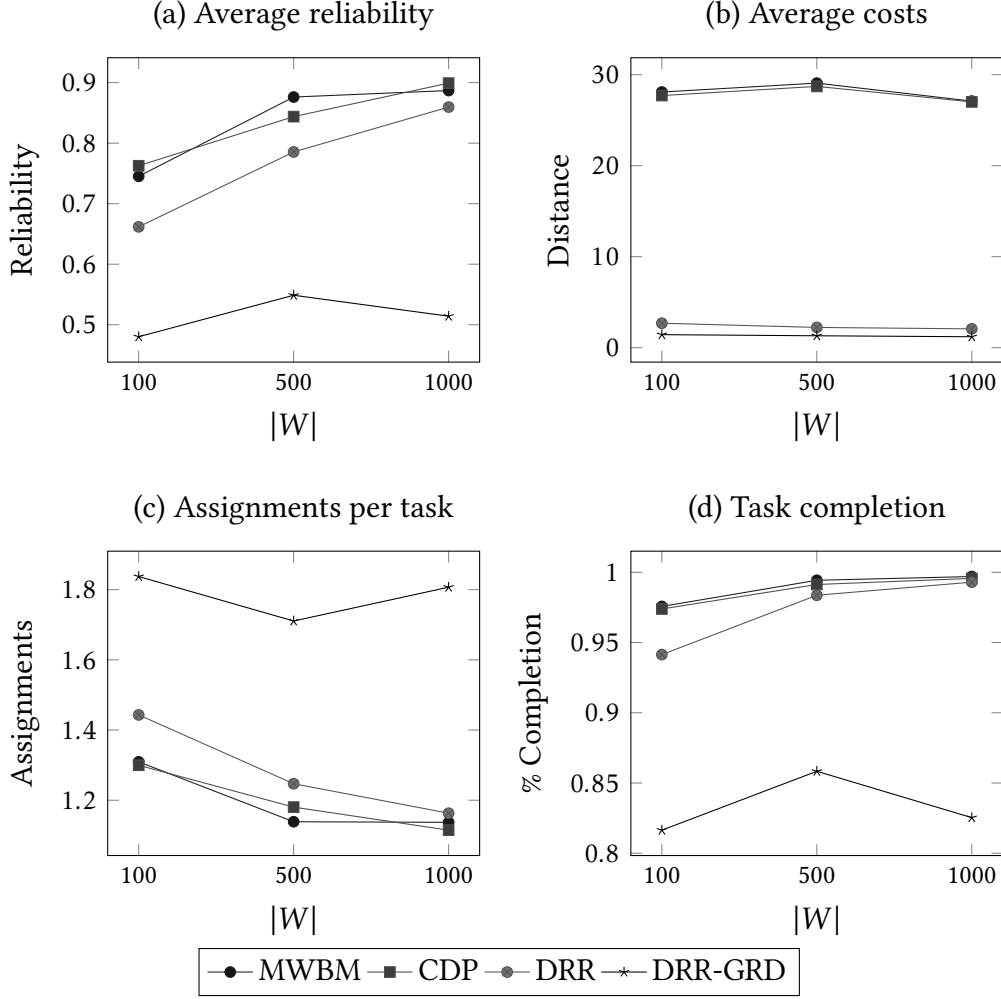 (a) Average reliability
0.9
0.8
0.7
0.6
0.5
Reliability
100 500 1000
|W|
(b) Average costs
30
20
10
0
Distance
100 500 1000
|W|
(c) Assignments per task
1.8
1.6
1.4
1.2
Assignments
100 500 1000
|W|
(d) Task completion
1
0.95
0.9
0.85
0.8
% Completion
100 500 1000
|W|
MWBM CDP DRR DRR-GRD